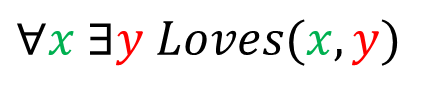 ∀x ∃y Loves(x, y)